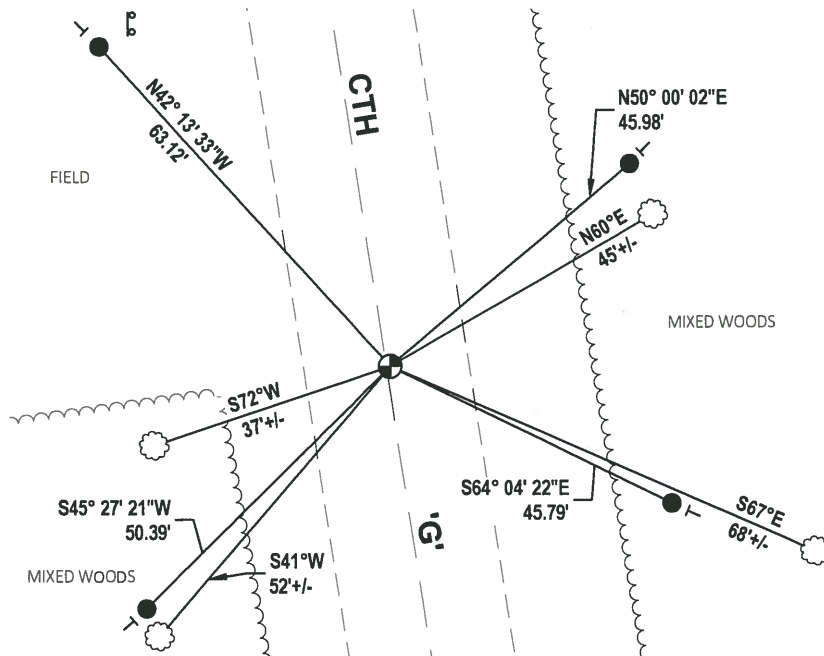 N42° 13' 33"W
63.12'
CTH
N50° 00' 02"E
45.98'
FIELD
N60°E
45'+/-
MIXED WOODS
S72°W
37'+/-
S64° 04' 22"E
45.79'
S67°E
68'+/-
S45° 27' 21"W
50.39'
'G'
S41°W
52'+/-
MIXED WOODS